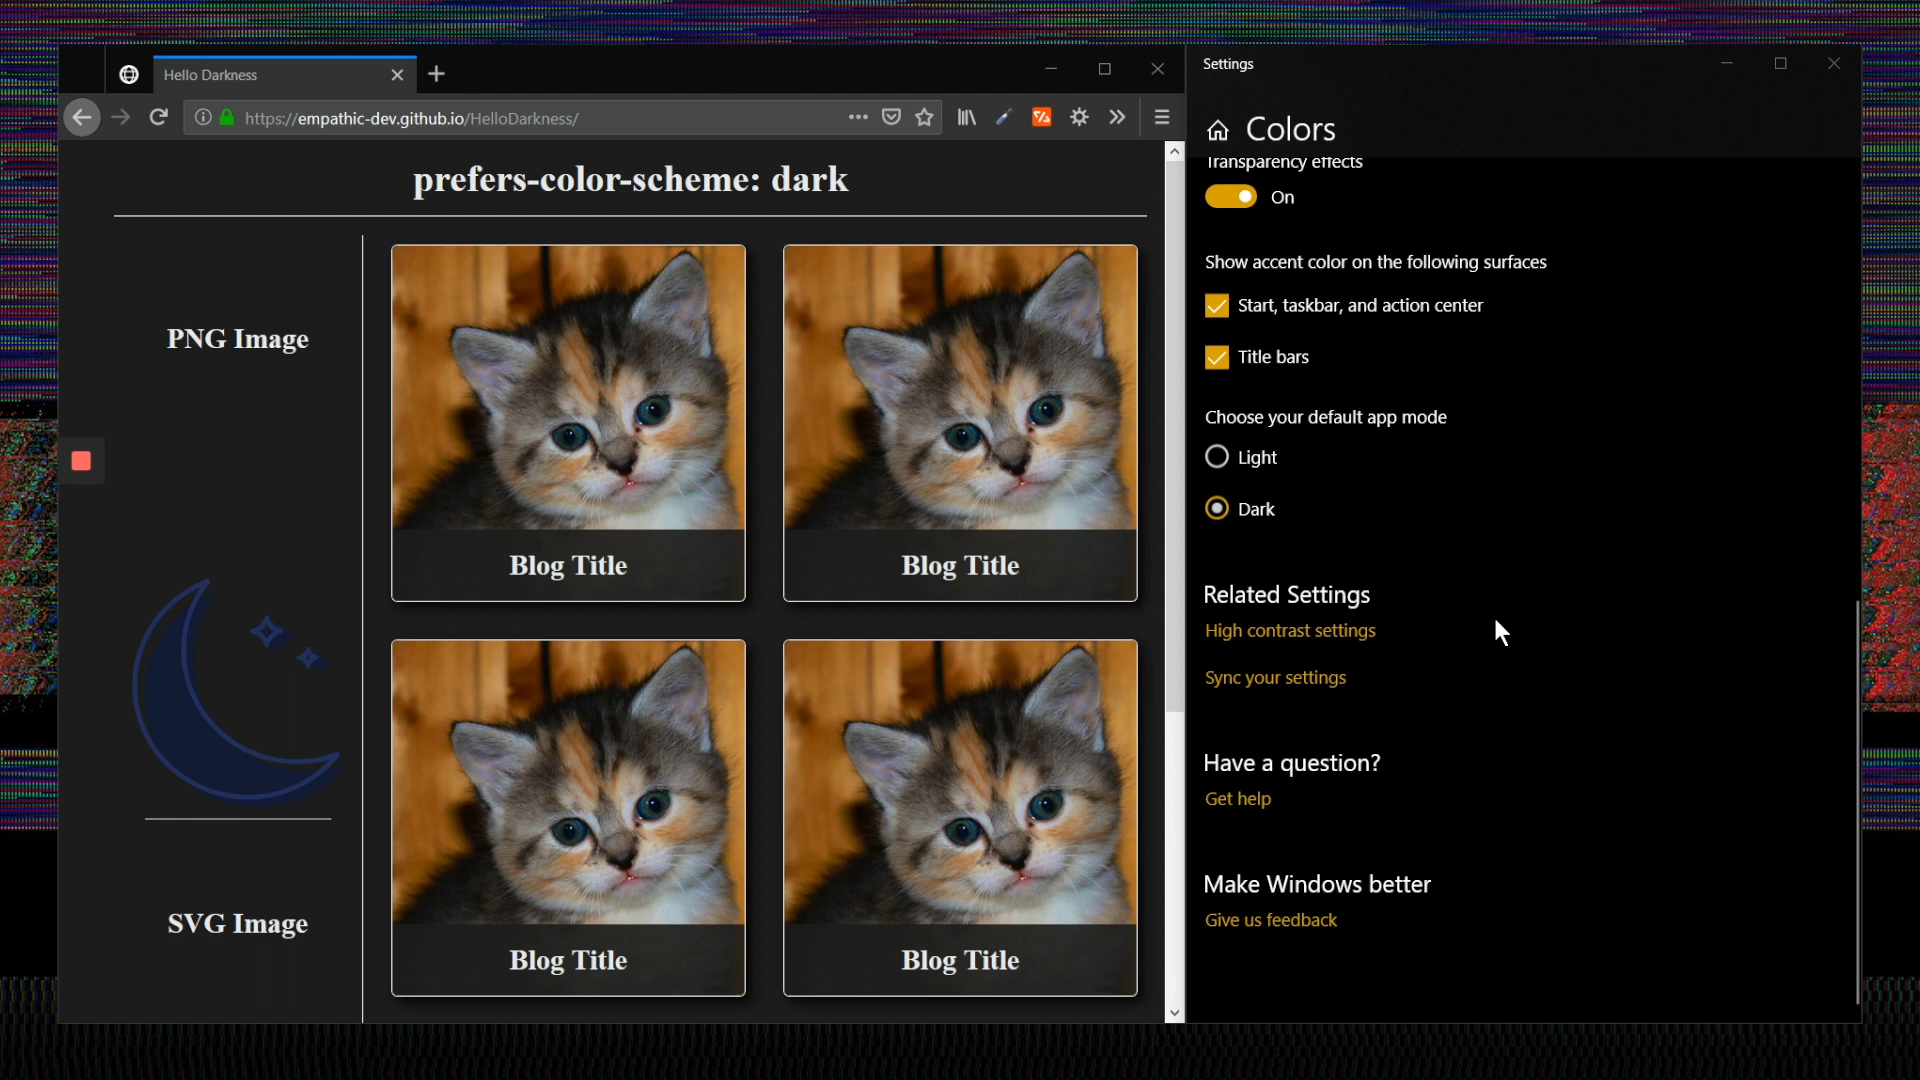 Hello Darkness
https://empathic-dev.github.io/HelloDarkness/
prefers-color-scheme: dark
PNG Image
Blog Title
Blog Title
SVG Image
Blog Title
Blog Title
Settings
Colors
Transparency effects
On
Show accent color on the following surfaces
Start, taskbar, and action center
Title bars
Choose your default app mode
Light
Dark
Related Settings
High contrast settings
Sync your settings
Have a question?
Get help
Make Windows better
Give us feedback